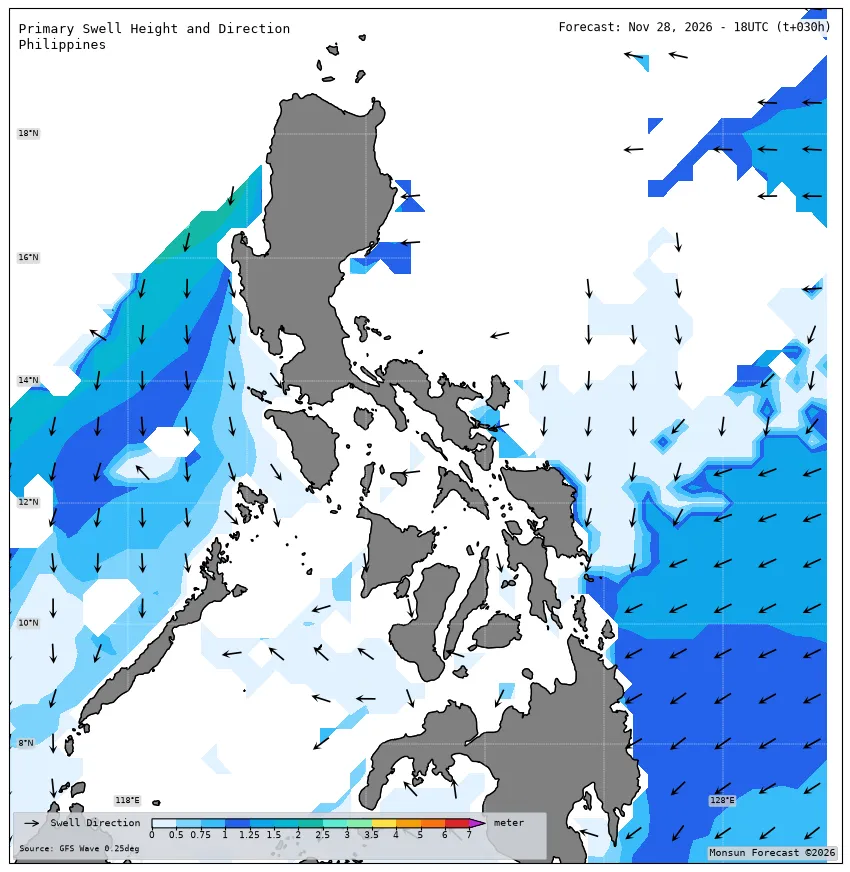 Primary Swell Height and Direction
Philippines
Forecast: Nov 28, 2026 - 18UTC (t+030h)
18°N
16°N
14°N
12°N
10°N
8°N
118°E
128°E
Swell Direction
0 0.5 0.75 1 1.25 1.5 2 2.5 3 3.5 4 5 6 7
meter
Source: GFS Wave 0.25deg
Monsun Forecast ©2026